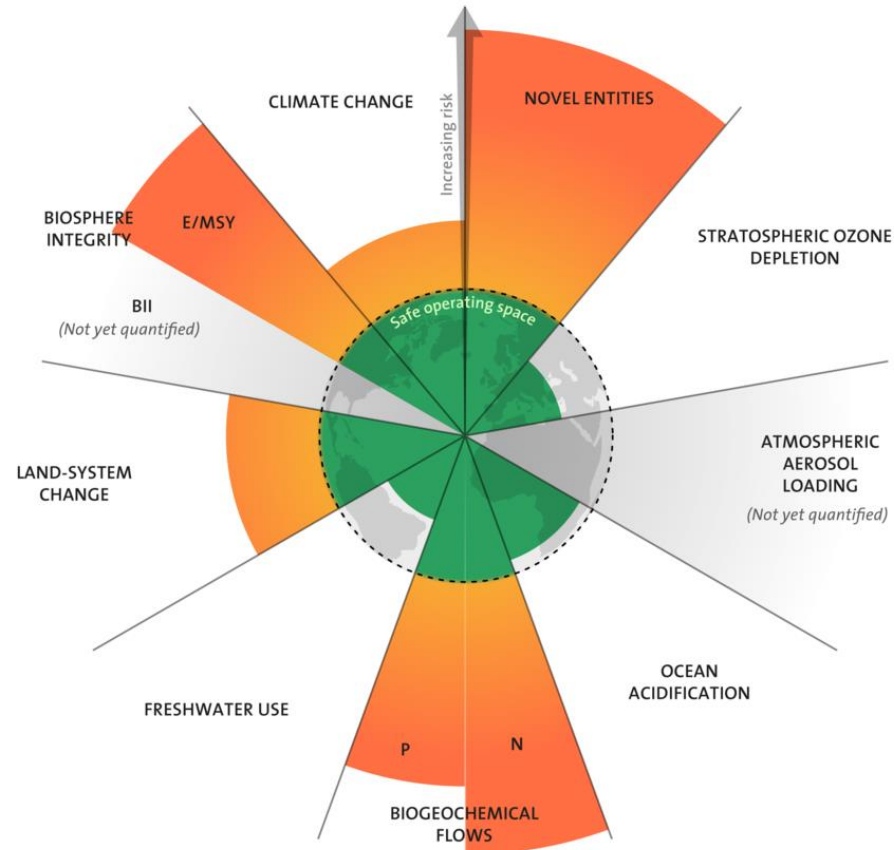 CLIMATE CHANGE
Increasing risk
NOVEL ENTITIES
BIOSPHERE
INTEGRITY
E/MSY
STRATOSPHERIC OZONE
DEPLETION
BII
(Not yet quantified)
Safe operating space
LAND-SYSTEM
CHANGE
ATMOSPHERIC
AEROSOL
LOADING
(Not yet quantified)
FRESHWATER USE
OCEAN
ACIDIFICATION
P
N
BIOGEOCHEMICAL
FLOWS